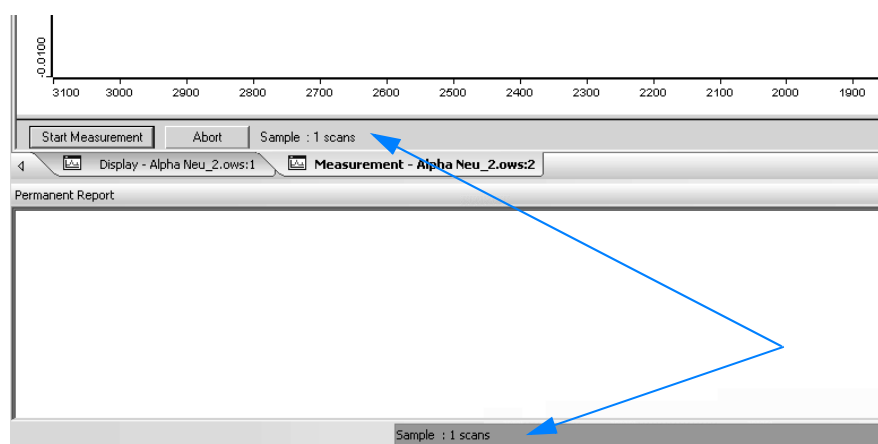 -0.0100
3100 3000 2900 2800 2700 2600 2500 2400 2300 2200 2100 2000 1900
Start Measurement Abort Sample : 1 scans
Display - Alpha Neu_2.ows:1 Measurement - Alpha Neu_2.ows:2
Permanent Report
Sample : 1 scans